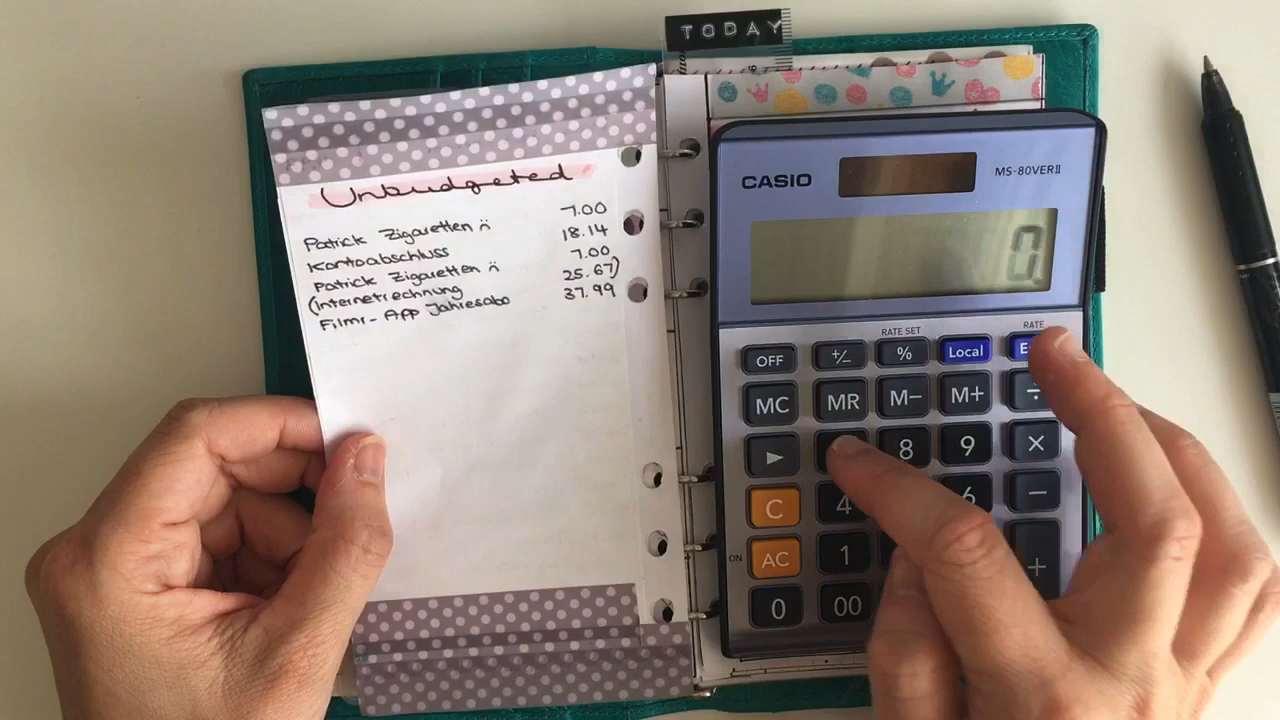 TODAY
Unbudgeted
Patrick Zigaretten ¨ 7.00
Kontoabschluss 18.14
Patrick Zigaretten ¨ 7.00
(Internetrechnung 25.67)
Filmr-App Jahresabo 37.99
CASIO
MS-80VERII
0
RATE SET RATE
OFF +/− % Local
MC MR M− M+ ÷
► 8 9 ×
C 4 6 −
ON AC 1 +
0 00